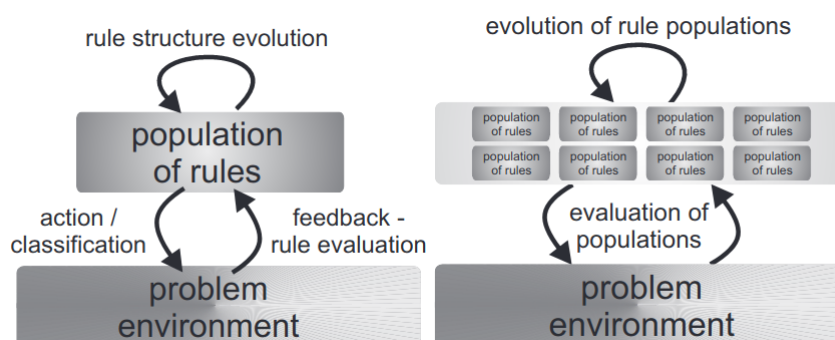 rule structure evolution
population
of rules
action /
classification
feedback -
rule evaluation
problem
environment
evolution of rule populations
population
of rules
population
of rules
population
of rules
population
of rules
population
of rules
population
of rules
population
of rules
population
of rules
evaluation of
populations
problem
environment